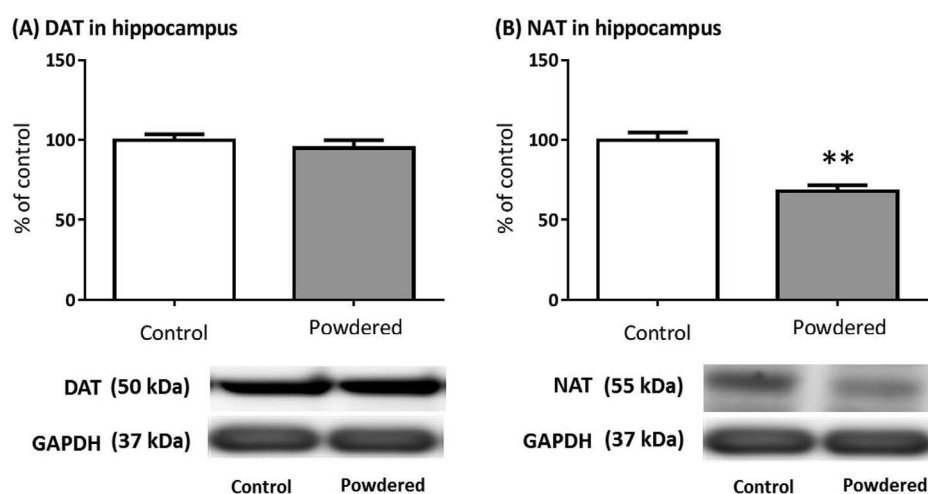 (A) DAT in hippocampus
150
100
50
0
% of control
Control
Powdered
DAT (50 kDa)
GAPDH (37 kDa)
Control
Powdered
(B) NAT in hippocampus
150
100
50
0
% of control
**
Control
Powdered
NAT (55 kDa)
GAPDH (37 kDa)
Control
Powdered